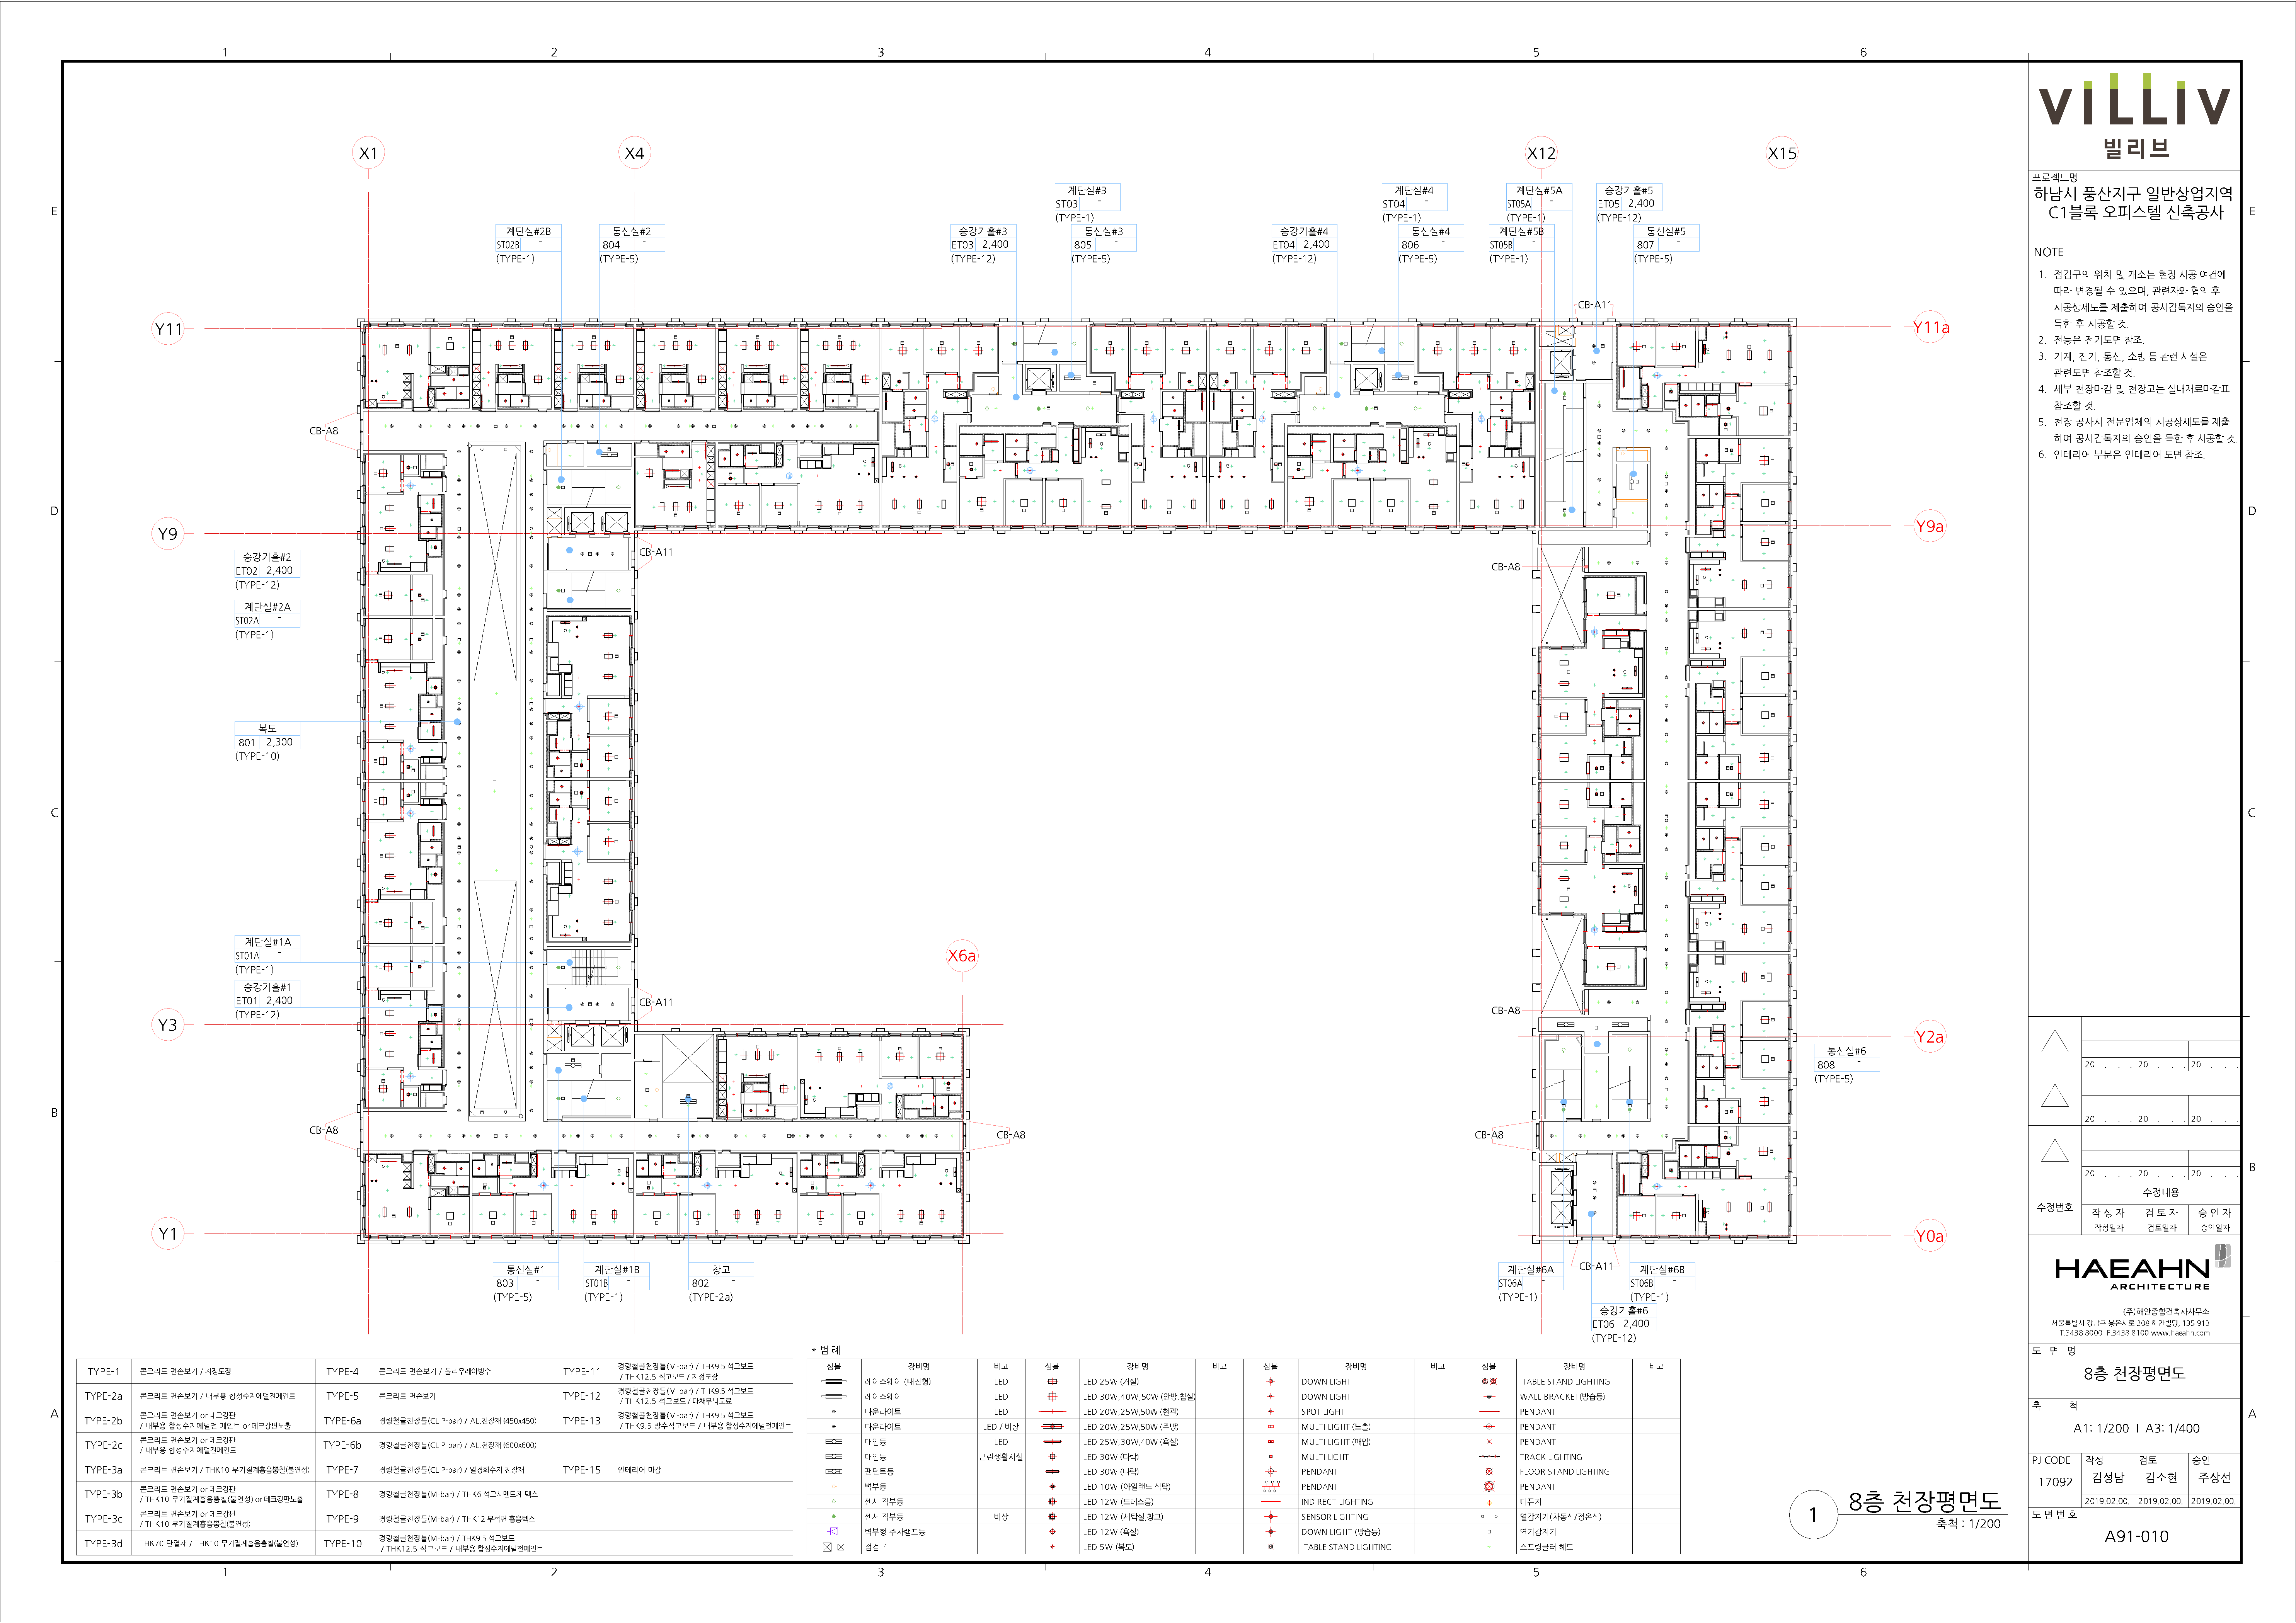 1 2 3 4 5 6
E
D
C
B
A
X1 X4 X12 X15
계단실#3
ST03 -
(TYPE-1)
계단실#4
ST04 -
(TYPE-1)
계단실#5A
ST05A -
(TYPE-1)
승강기홀#5
ET05 2,400
(TYPE-12)
계단실#2B
ST02B -
(TYPE-1)
통신실#2
804 -
(TYPE-5)
승강기홀#3
ET03 2,400
(TYPE-12)
통신실#3
805 -
(TYPE-5)
승강기홀#4
ET04 2,400
(TYPE-12)
통신실#4
806 -
(TYPE-5)
계단실#5B
ST05B -
(TYPE-1)
통신실#5
807 -
(TYPE-5)
CB-A11
Y11
Y11a
CB-A8
Y9
Y9a
승강기홀#2
ET02 2,400
(TYPE-12)
CB-A11
CB-A8
계단실#2A
ST02A -
(TYPE-1)
복도
801 2,300
(TYPE-10)
계단실#1A
ST01A -
(TYPE-1)
X6a
승강기홀#1
ET01 2,400
(TYPE-12)
CB-A11
CB-A8
Y3
Y2a
통신실#6
808 -
(TYPE-5)
CB-A8
CB-A8
CB-A8
Y1
Y0a
통신실#1
803 -
(TYPE-5)
계단실#1B
ST01B -
(TYPE-1)
창고
802 -
(TYPE-2a)
계단실#6A
ST06A -
(TYPE-1)
CB-A11
계단실#6B
ST06B -
(TYPE-1)
승강기홀#6
ET06 2,400
(TYPE-12)
TYPE-1 콘크리트 면손보기 / 지정도장
TYPE-2a 콘크리트 면손보기 / 내부용 합성수지에멀전페인트
TYPE-2b 콘크리트 면손보기 or 데크강판
/ 내부용 합성수지에멀전 페인트 or 데크강판노출
TYPE-2c 콘크리트 면손보기 or 데크강판
/ 내부용 합성수지에멀전페인트
TYPE-3a 콘크리트 면손보기 / THK10 무기질계흡음뿜칠(불연성)
TYPE-3b 콘크리트 면손보기 or 데크강판
/ THK10 무기질계흡음뿜칠(불연성) or 데크강판노출
TYPE-3c 콘크리트 면손보기 or 데크강판
/ THK10 무기질계흡음뿜칠(불연성)
TYPE-3d THK70 단열재 / THK10 무기질계흡음뿜칠(불연성)
TYPE-4 콘크리트 면손보기 / 폴리우레아방수
TYPE-5 콘크리트 면손보기
TYPE-6a 경량철골천장틀(CLIP-bar) / AL.천정재 (450x450)
TYPE-6b 경량철골천장틀(CLIP-bar) / AL.천정재 (600x600)
TYPE-7 경량철골천장틀(CLIP-bar) / 열경화수지 천장재
TYPE-8 경량철골천장틀(M-bar) / THK6 석고시멘트계 텍스
TYPE-9 경량철골천장틀(M-bar) / THK12 무석면 흡음텍스
TYPE-10 경량철골천장틀(M-bar) / THK9.5 석고보드
/ THK12.5 석고보드 / 내부용 합성수지에멀전페인트
TYPE-11 경량철골천장틀(M-bar) / THK9.5 석고보드
/ THK12.5 석고보드 / 지정도장
TYPE-12 경량철골천장틀(M-bar) / THK9.5 석고보드
/ THK12.5 석고보드 / 다채무늬도료
TYPE-13 경량철골천장틀(M-bar) / THK9.5 석고보드
/ THK9.5 방수석고보드 / 내부용 합성수지에멀전페인트
TYPE-15 인테리어 마감
* 범 례
심볼 장비명 비고 심볼 장비명 비고 심볼 장비명 비고 심볼 장비명 비고
레이스웨이 (내진형) LED LED 25W (거실) DOWN LIGHT TABLE STAND LIGHTING
레이스웨이 LED LED 30W,40W,50W (안방,침실) DOWN LIGHT WALL BRACKET(방습등)
다운라이트 LED LED 20W,25W,50W (현관) SPOT LIGHT PENDANT
다운라이트 LED / 비상 LED 20W,25W,50W (주방) MULTI LIGHT (노출) PENDANT
매입등 LED LED 25W,30W,40W (욕실) MULTI LIGHT (매입) PENDANT
매입등 근린생활시설 LED 30W (다락) MULTI LIGHT TRACK LIGHTING
팬던트등 LED 30W (다락) PENDANT FLOOR STAND LIGHTING
벽부등 LED 10W (아일랜드 식탁) PENDANT PENDANT
센서 직부등 LED 12W (드레스룸) INDIRECT LIGHTING 디퓨저
센서 직부등 비상 LED 12W (세탁실,창고) SENSOR LIGHTING 열감지기(차동식/정온식)
벽부형 주차램프등 LED 12W (욕실) DOWN LIGHT (방습등) 연기감지기
점검구 LED 5W (복도) TABLE STAND LIGHTING 스프링클러 헤드
1 8층 천장평면도
축척 : 1/200
VILLIV
빌리브
프로젝트명
하남시 풍산지구 일반상업지역
C1블록 오피스텔 신축공사
NOTE
1. 점검구의 위치 및 개소는 현장 시공 여건에
따라 변경될 수 있으며, 관련자와 협의 후
시공상세도를 제출하여 공사감독자의 승인을
득한 후 시공할 것.
2. 전등은 전기도면 참조.
3. 기계, 전기, 통신, 소방 등 관련 시설은
관련도면 참조할 것.
4. 세부 천장마감 및 천장고는 실내재료마감표
참조할 것.
5. 천장 공사시 전문업체의 시공상세도를 제출
하여 공사감독자의 승인을 득한 후 시공할 것.
6. 인테리어 부분은 인테리어 도면 참조.
20 . . . 20 . . . 20 . . .
20 . . . 20 . . . 20 . . .
20 . . . 20 . . . 20 . . .
수정번호 수정내용
작 성 자 검 토 자 승 인 자
작성일자 검토일자 승인일자
HAEAHN
ARCHITECTURE
(주)해안종합건축사사무소
서울특별시 강남구 봉은사로 208 해안빌딩, 135-913
T.3438 8000 F.3438 8100 www.haeahn.com
도 면 명
8층 천장평면도
축 척
A1: 1/200 | A3: 1/400
PJ CODE 작성 검토 승인
17092 김성남 김소현 주상선
2019.02.00. 2019.02.00. 2019.02.00.
도 면 번 호
A91-010
E
D
C
B
A
1 2 3 4 5 6